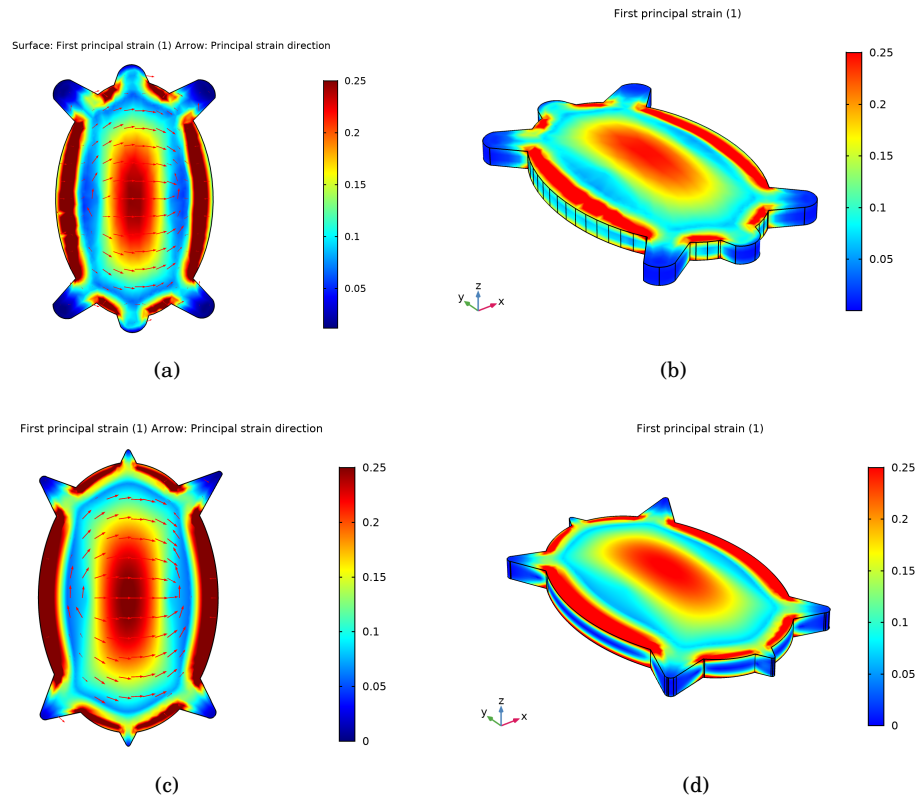 First principal strain (1)
Surface: First principal strain (1) Arrow: Principal strain direction
0.25
0.2
0.15
0.1
0.05
0.25
0.2
0.15
0.1
0.05
y z x
(a)
(b)
First principal strain (1) Arrow: Principal strain direction
First principal strain (1)
0.25
0.2
0.15
0.1
0.05
0
0.25
0.2
0.15
0.1
0.05
0
y z x
(c)
(d)